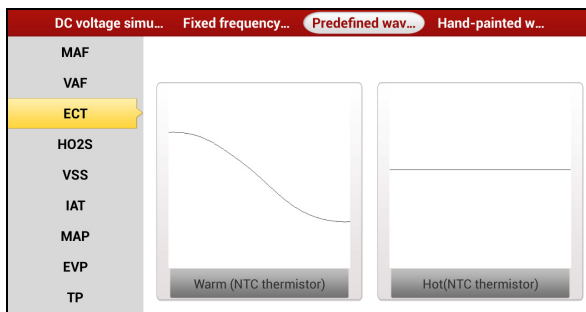 DC voltage simu... Fixed frequency... Predefined wav... Hand-painted w...
MAF
VAF
ECT
HO2S
VSS
IAT
MAP
EVP
TP
Warm (NTC thermistor) Hot(NTC thermistor)